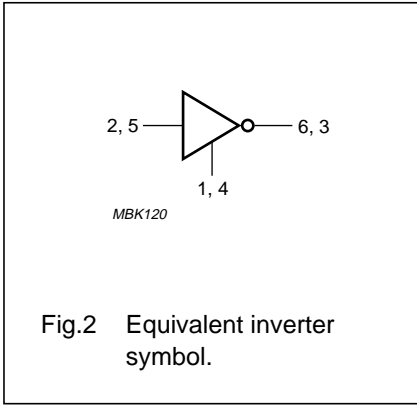 2, 5
6, 3
1, 4
MBK120
Fig.2 Equivalent inverter
symbol.